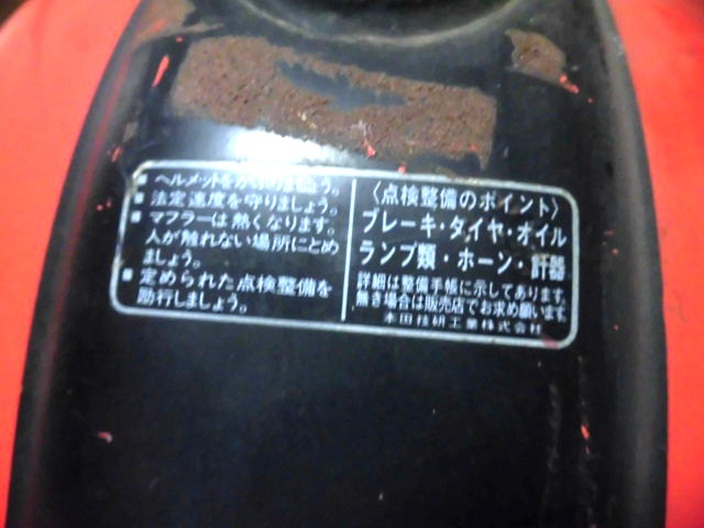 ■ ヘルメットをかぶりましょう。
■ 法定速度を守りましょう。
■ マフラーは熱くなります。
人が触れない場所にとめ
ましょう。
■ 定められた点検整備を
励行しましょう。
〈点検整備のポイント〉
ブレーキ・タイヤ・オイル
ランプ類・ホーン・計器
詳細は整備手帳に示してあります。
無き場合は販売店でお求め願います。
本田技研工業株式会社